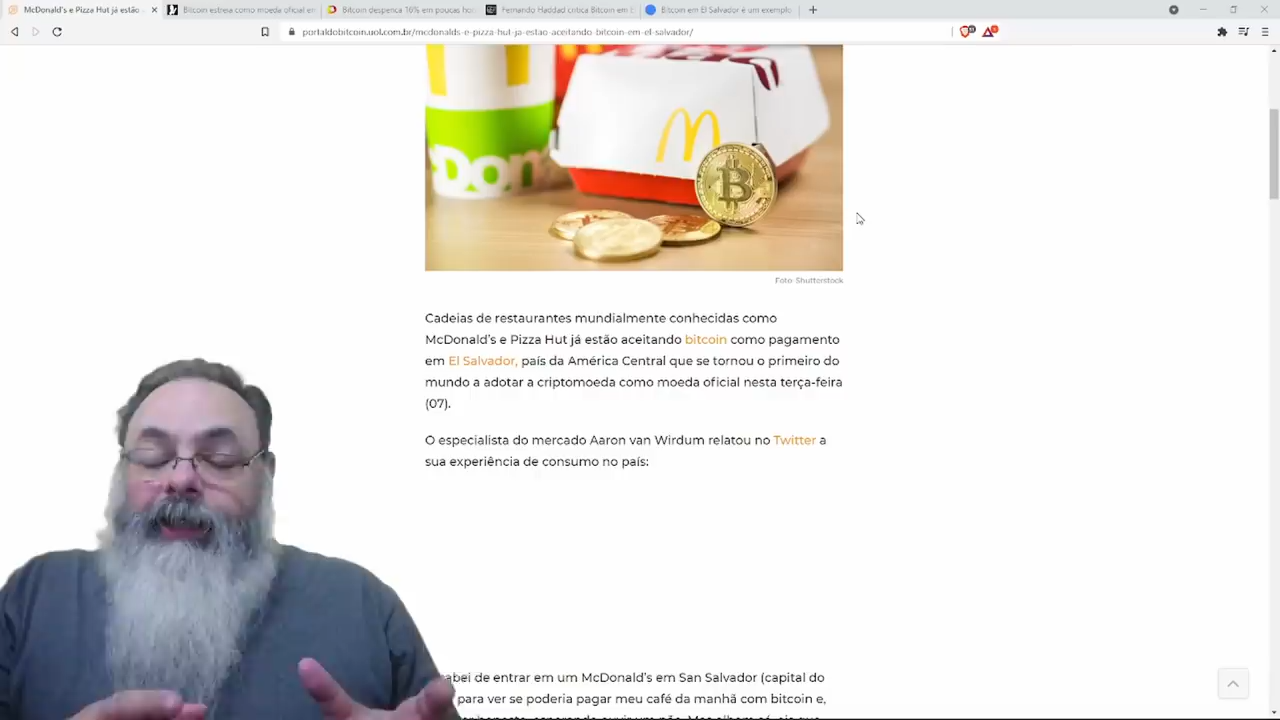 McDonald's e Pizza Hut já estão
Bitcoin estreia como moeda oficial em
Bitcoin despenca 16% em poucas ho
Fernando Haddad critica Bitcoin em E
Bitcoin em El Salvador é um exemplo
portaldobitcoin.uol.com.br/mcdonalds-e-pizza-hut-ja-estao-aceitando-bitcoin-em-el-salvador/
Foto: Shutterstock
Cadeias de restaurantes mundialmente conhecidas como
McDonald's e Pizza Hut já estão aceitando bitcoin como pagamento
em El Salvador, país da América Central que se tornou o primeiro do
mundo a adotar a criptomoeda como moeda oficial nesta terça-feira
(07).
O especialista do mercado Aaron van Wirdum relatou no Twitter a
sua experiência de consumo no país:
abei de entrar em um McDonald's em San Salvador (capital do
para ver se poderia pagar meu café da manhã com bitcoin e,